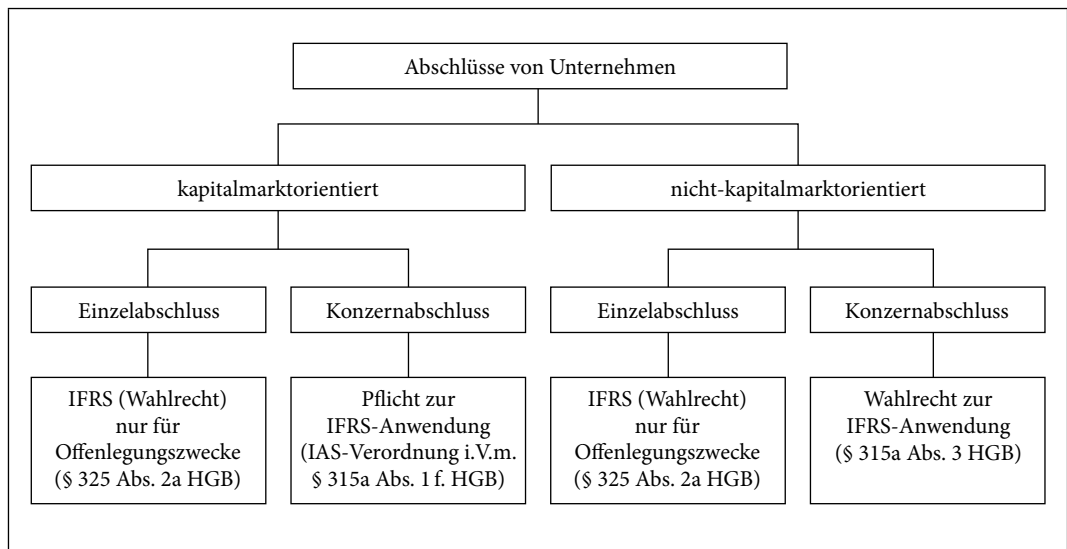 Abschlüsse von Unternehmen
kapitalmarktorientiert
nicht-kapitalmarktorientiert
Einzelabschluss
Konzernabschluss
Einzelabschluss
Konzernabschluss
IFRS (Wahlrecht)
nur für
Offenlegungszwecke
(§ 325 Abs. 2a HGB)
Pflicht zur
IFRS-Anwendung
(IAS-Verordnung i.V.m.
§ 315a Abs. 1 f. HGB)
IFRS (Wahlrecht)
nur für
Offenlegungszwecke
(§ 325 Abs. 2a HGB)
Wahlrecht zur
IFRS-Anwendung
(§ 315a Abs. 3 HGB)